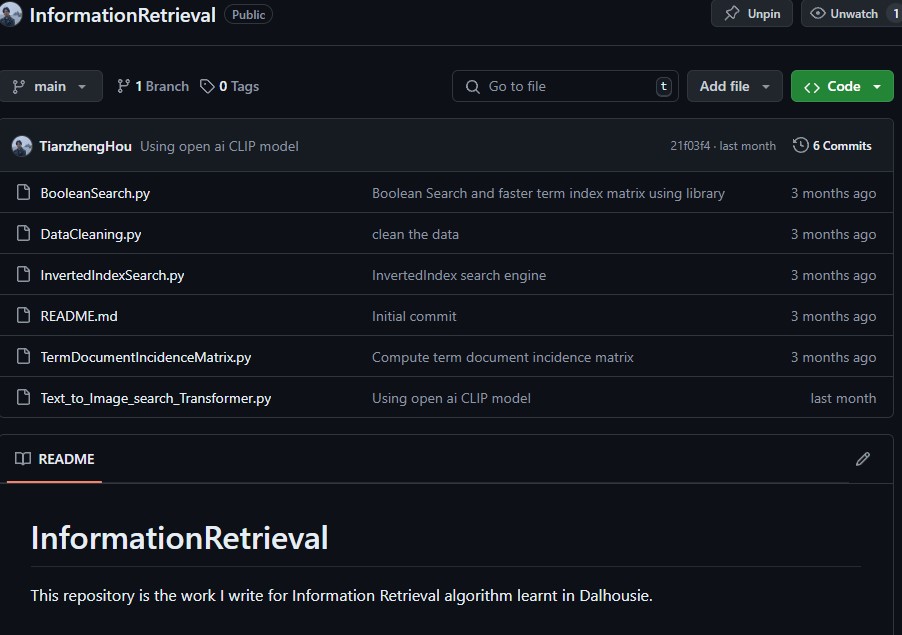 InformationRetrieval Public Unpin Unwatch 1
main 1 Branch 0 Tags Go to file t Add file Code
TianzhengHou Using open ai CLIP model 21f03f4 · last month 6 Commits
BooleanSearch.py Boolean Search and faster term index matrix using library 3 months ago
DataCleaning.py clean the data 3 months ago
InvertedIndexSearch.py InvertedIndex search engine 3 months ago
README.md Initial commit 3 months ago
TermDocumentIncidenceMatrix.py Compute term document incidence matrix 3 months ago
Text_to_Image_search_Transformer.py Using open ai CLIP model last month
README
InformationRetrieval
This repository is the work I write for Information Retrieval algorithm learnt in Dalhousie.